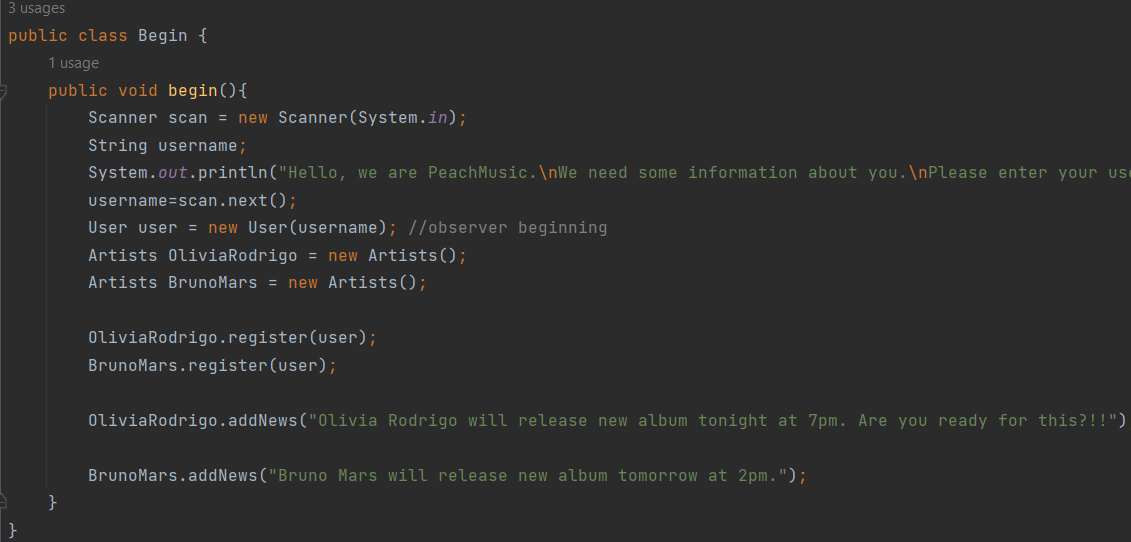 3 usages
public class Begin {
1 usage
public void begin(){
Scanner scan = new Scanner(System.in);
String username;
System.out.println("Hello, we are PeachMusic.\nWe need some information about you.\nPlease enter your
username=scan.next();
User user = new User(username); //observer beginning
Artists OliviaRodrigo = new Artists();
Artists BrunoMars = new Artists();
OliviaRodrigo.register(user);
BrunoMars.register(user);
OliviaRodrigo.addNews("Olivia Rodrigo will release new album tonight at 7pm. Are you ready for this?!!")
BrunoMars.addNews("Bruno Mars will release new album tomorrow at 2pm.");
}
}